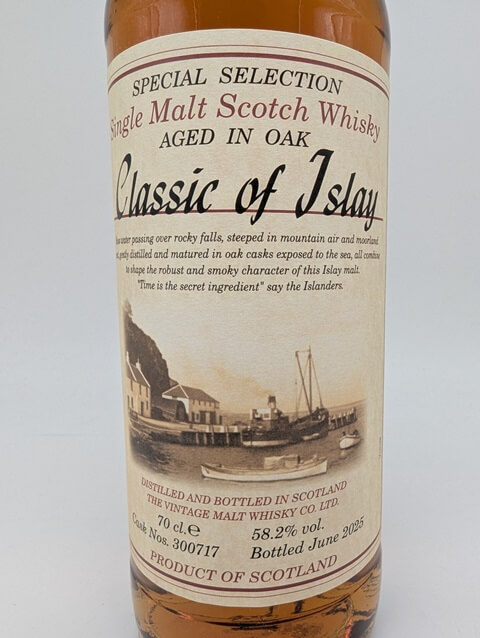 SPECIAL SELECTION
Single Malt Scotch Whisky
AGED IN OAK
Classic of Islay
water passing over rocky falls, steeped in mountain air and moorland
gently distilled and matured in oak casks exposed to the sea, all combine
to shape the robust and smoky character of this Islay malt.
"Time is the secret ingredient" say the Islanders.
DISTILLED AND BOTTLED IN SCOTLAND
THE VINTAGE MALT WHISKY CO. LTD.
70 cl.e 58.2% vol.
Cask Nos. 300717 Bottled June 2025
PRODUCT OF SCOTLAND